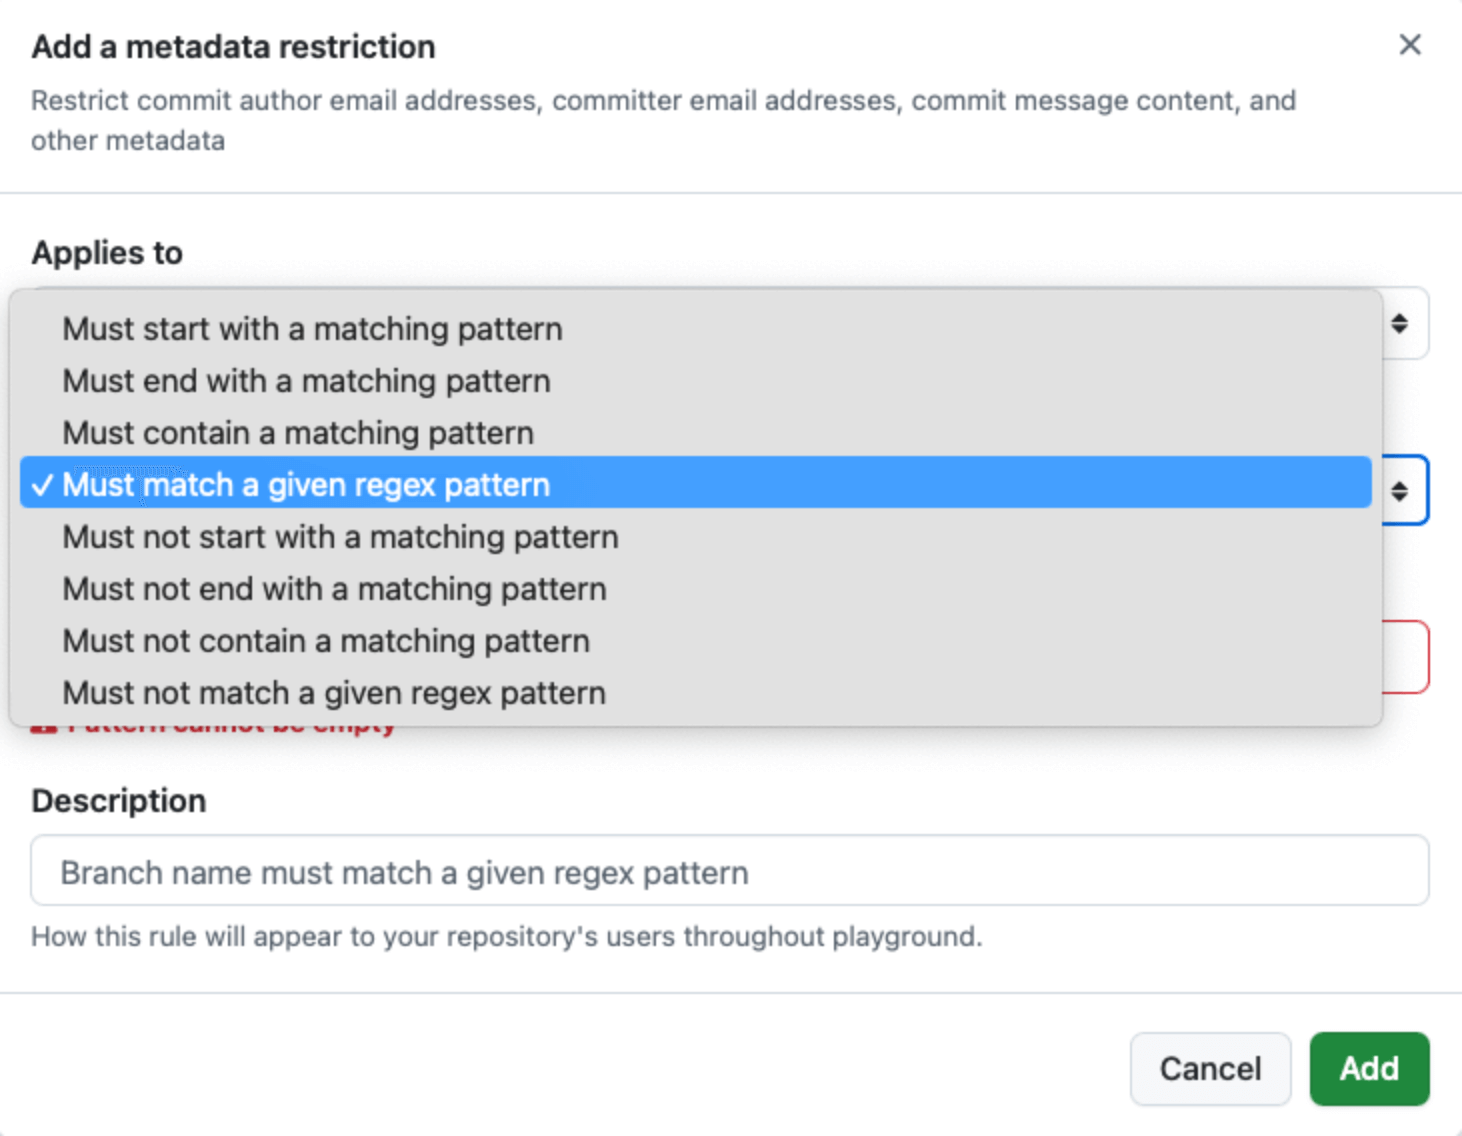 Add a metadata restriction
Restrict commit author email addresses, committer email addresses, commit message content, and
other metadata
Applies to
Must start with a matching pattern
Must end with a matching pattern
Must contain a matching pattern
✓ Must match a given regex pattern
Must not start with a matching pattern
Must not end with a matching pattern
Must not contain a matching pattern
Must not match a given regex pattern
Pattern cannot be empty
Description
Branch name must match a given regex pattern
How this rule will appear to your repository's users throughout playground.
Cancel
Add